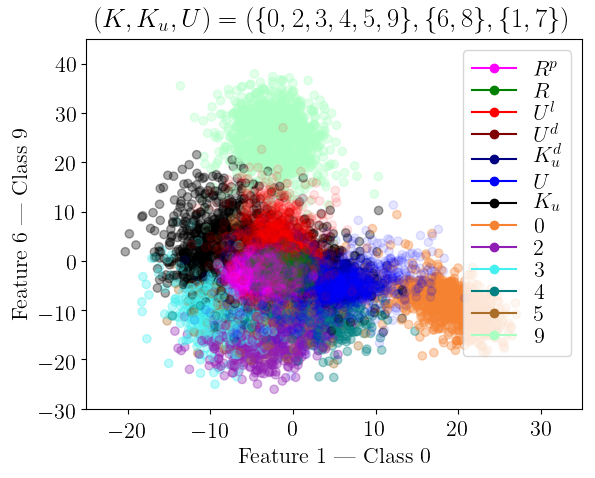 (K, K_u, U) = ({0, 2, 3, 4, 5, 9}, {6, 8}, {1, 7})
40
30
20
10
0
−10
−20
−30
−20
−10
0
10
20
30
Feature 6 — Class 9
Feature 1 — Class 0
R^p
R
U^l
U^d
K_u^d
U
K_u
0
2
3
4
5
9